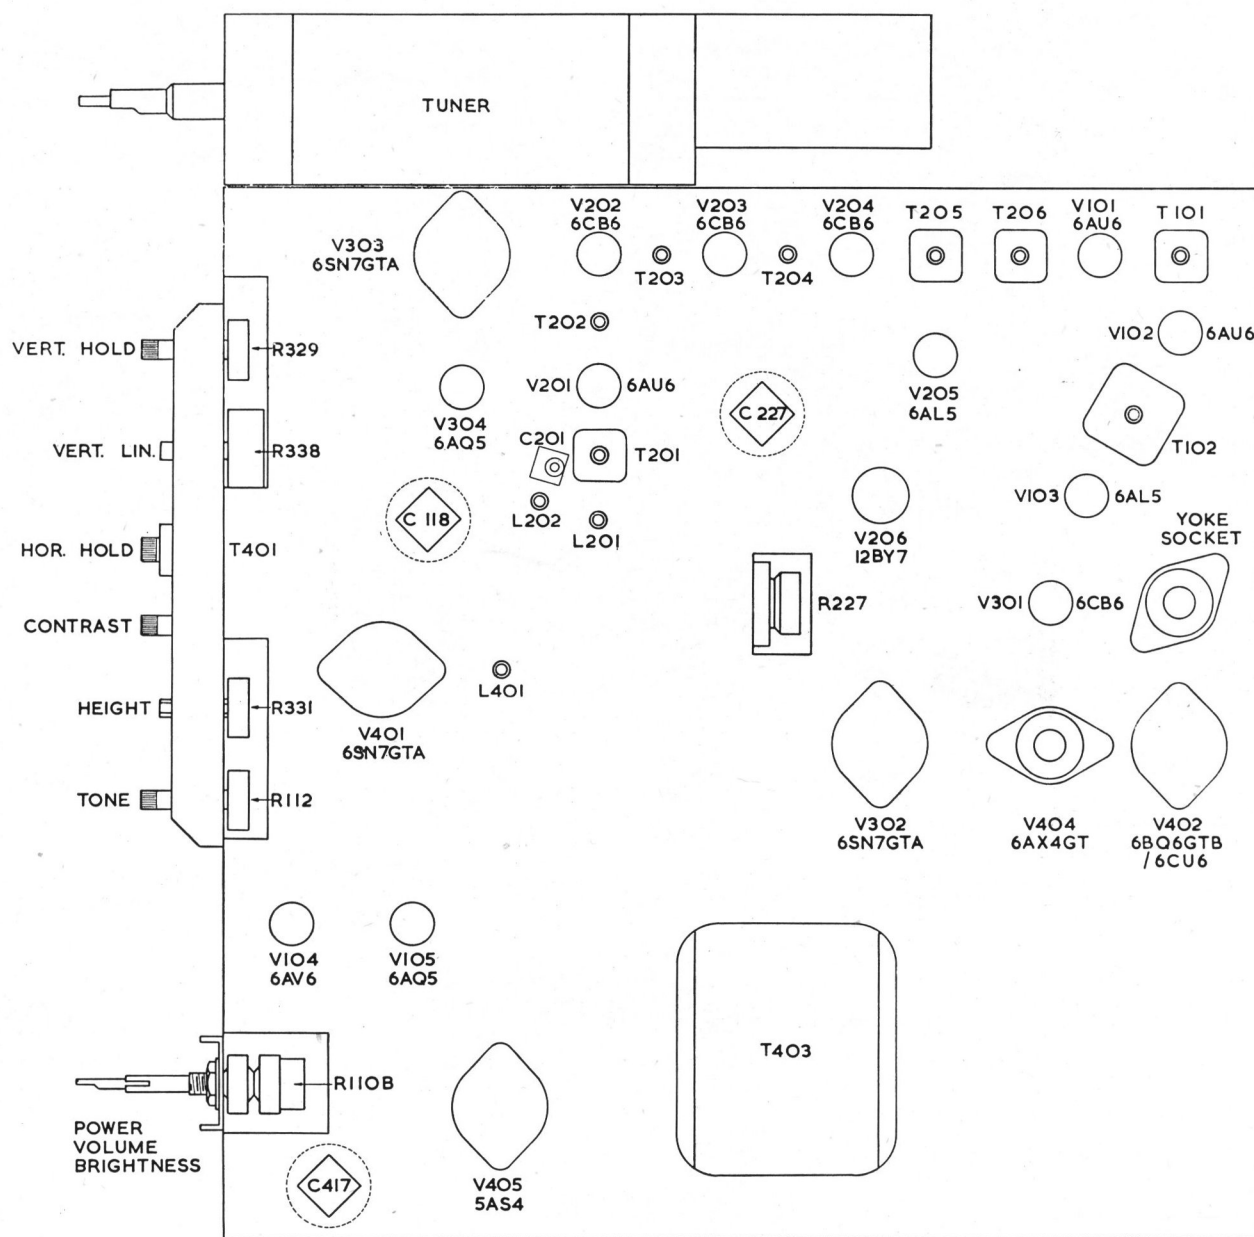 TUNER
V202
6CB6
V203
6CB6
V204
6CB6
T205
T206
V101
6AU6
T101
V303
6SN7GTA
T203
T204
T202
V102
6AU6
VERT. HOLD
R329
V201
6AU6
V205
6AL5
C 227
V304
6AQ5
C201
T201
T102
VERT. LIN.
R338
L202
L201
C 118
V103
6AL5
V206
12BY7
YOKE
SOCKET
HOR. HOLD
T401
R227
V301
6CB6
CONTRAST
L401
HEIGHT
R331
V401
6SN7GTA
TONE
R112
V302
6SN7GTA
V404
6AX4GT
V402
6BQ6GTB
/6CU6
V104
6AV6
V105
6AQ5
T403
R110B
POWER
VOLUME
BRIGHTNESS
C417
V405
5AS4